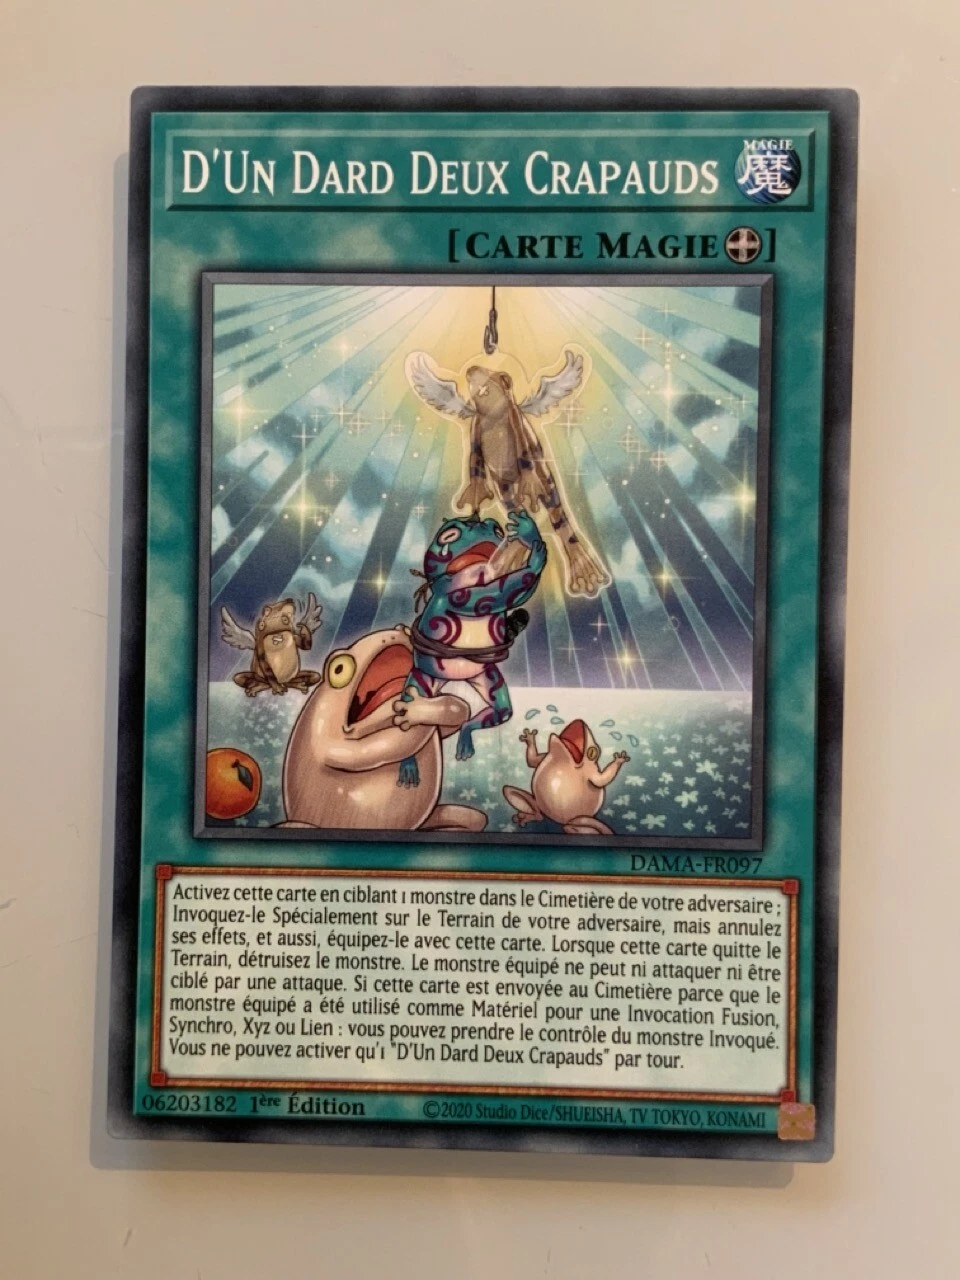 D'Un Dard Deux Crapauds
MAGIE
魔
[Carte Magie]
DAMA-FR097
Activez cette carte en ciblant 1 monstre dans le Cimetière de votre adversaire ;
Invoquez-le Spécialement sur le Terrain de votre adversaire, mais annulez
ses effets, et aussi, équipez-le avec cette carte. Lorsque cette carte quitte le
Terrain, détruisez le monstre. Le monstre équipé ne peut ni attaquer ni être
ciblé par une attaque. Si cette carte est envoyée au Cimetière parce que le
monstre équipé a été utilisé comme Matériel pour une Invocation Fusion,
Synchro, Xyz ou Lien : vous pouvez prendre le contrôle du monstre Invoqué.
Vous ne pouvez activer qu'1 "D'Un Dard Deux Crapauds" par tour.
06203182 1ère Édition
©2020 Studio Dice/SHUEISHA, TV TOKYO, KONAMI